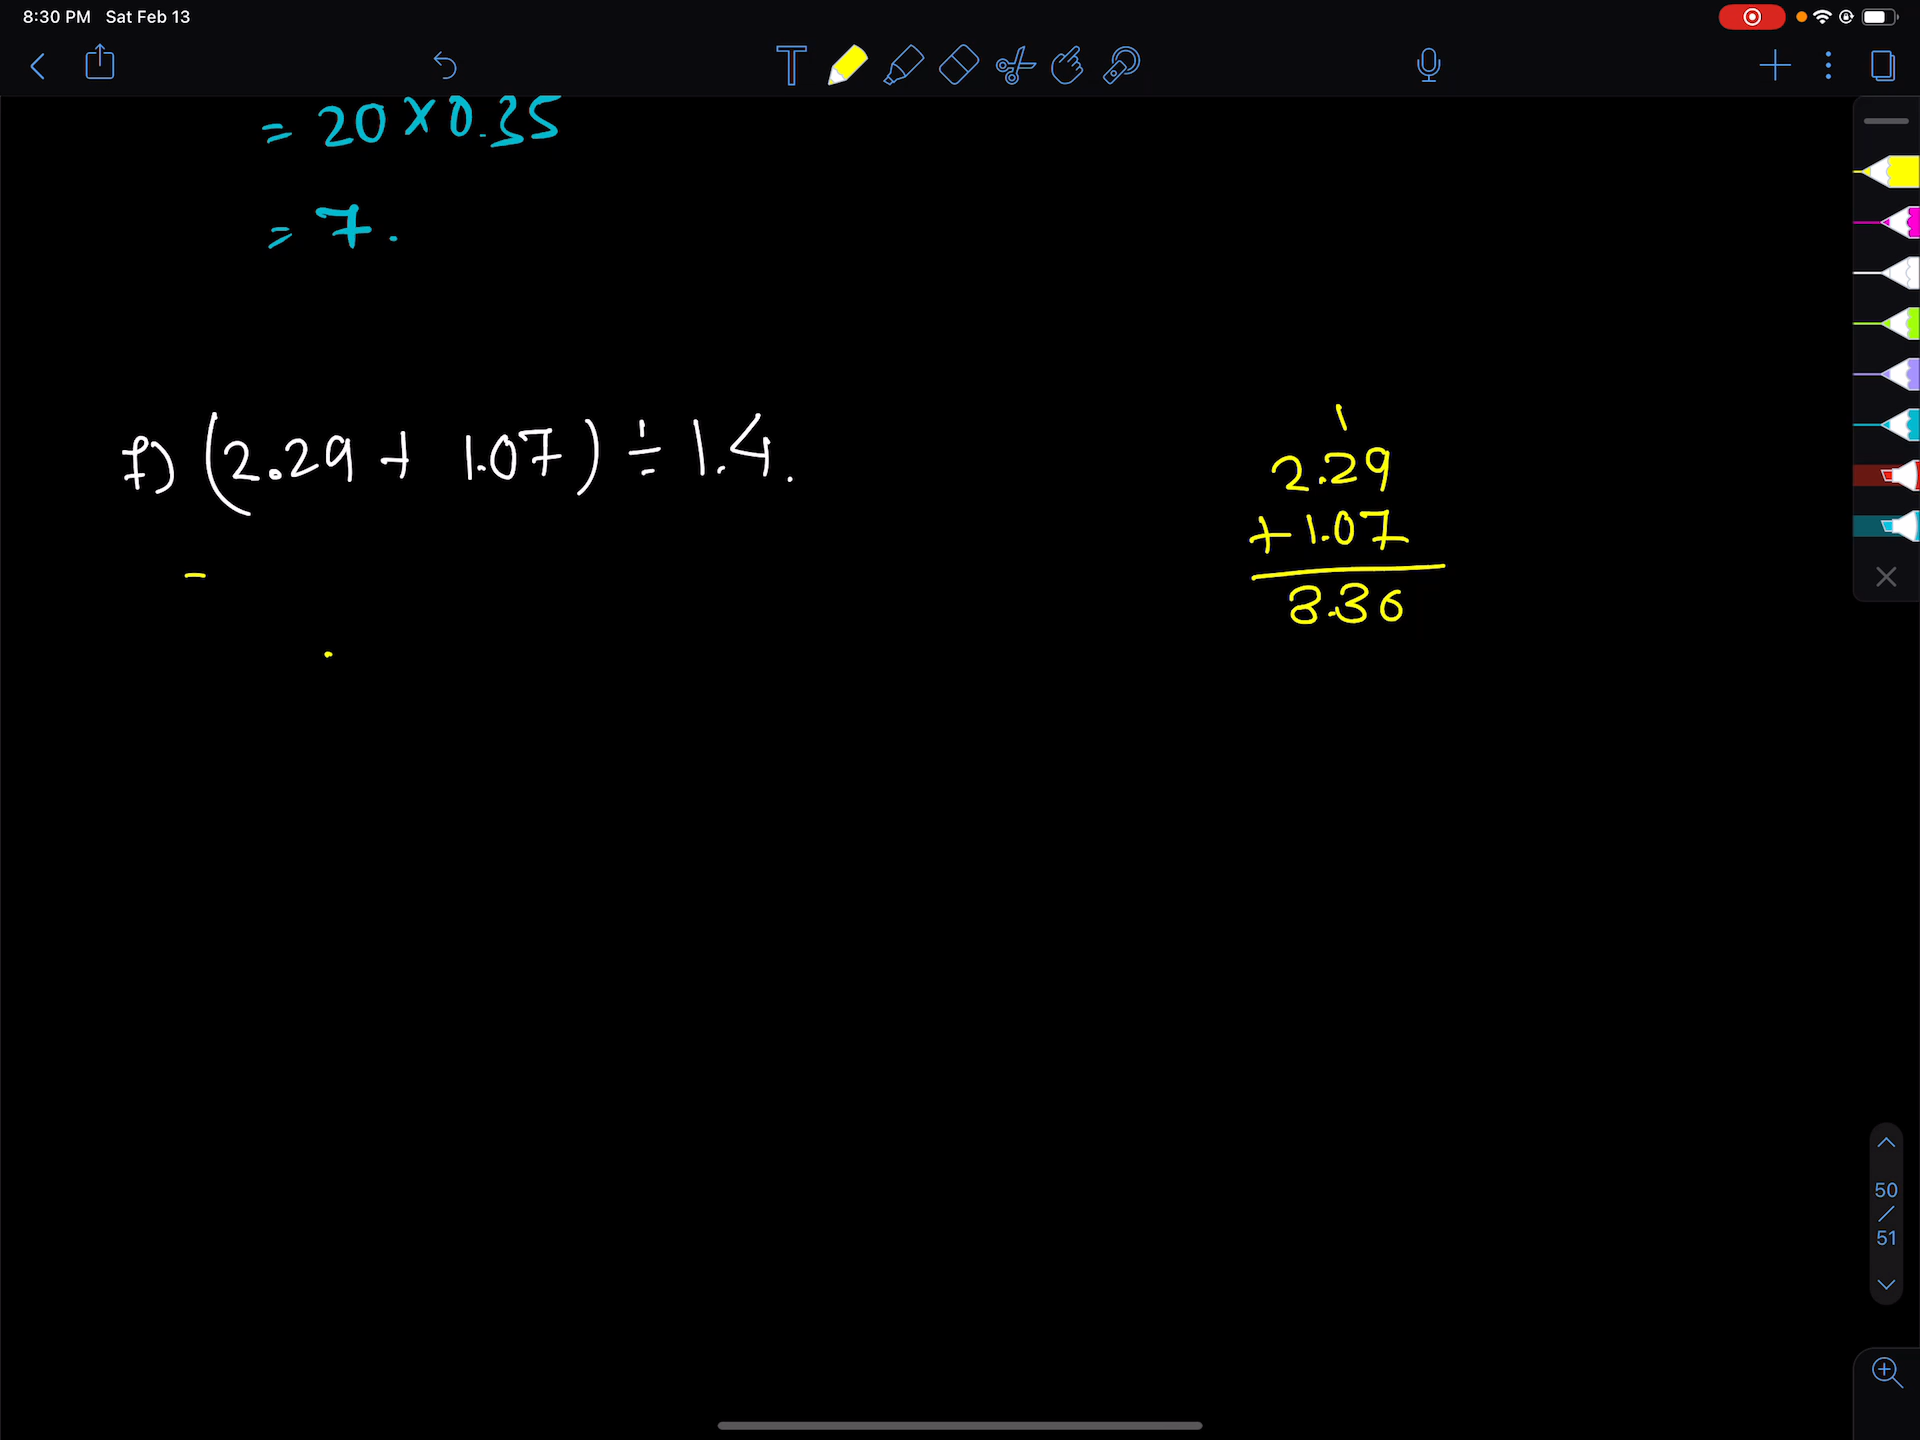 8:30 PM Sat Feb 13
T
= 20 × 0.35
= 7.
f) (2.29 + 1.07) ÷ 1.4.
-
.
1
2.29
+ 1.07
3.36
50
/
51